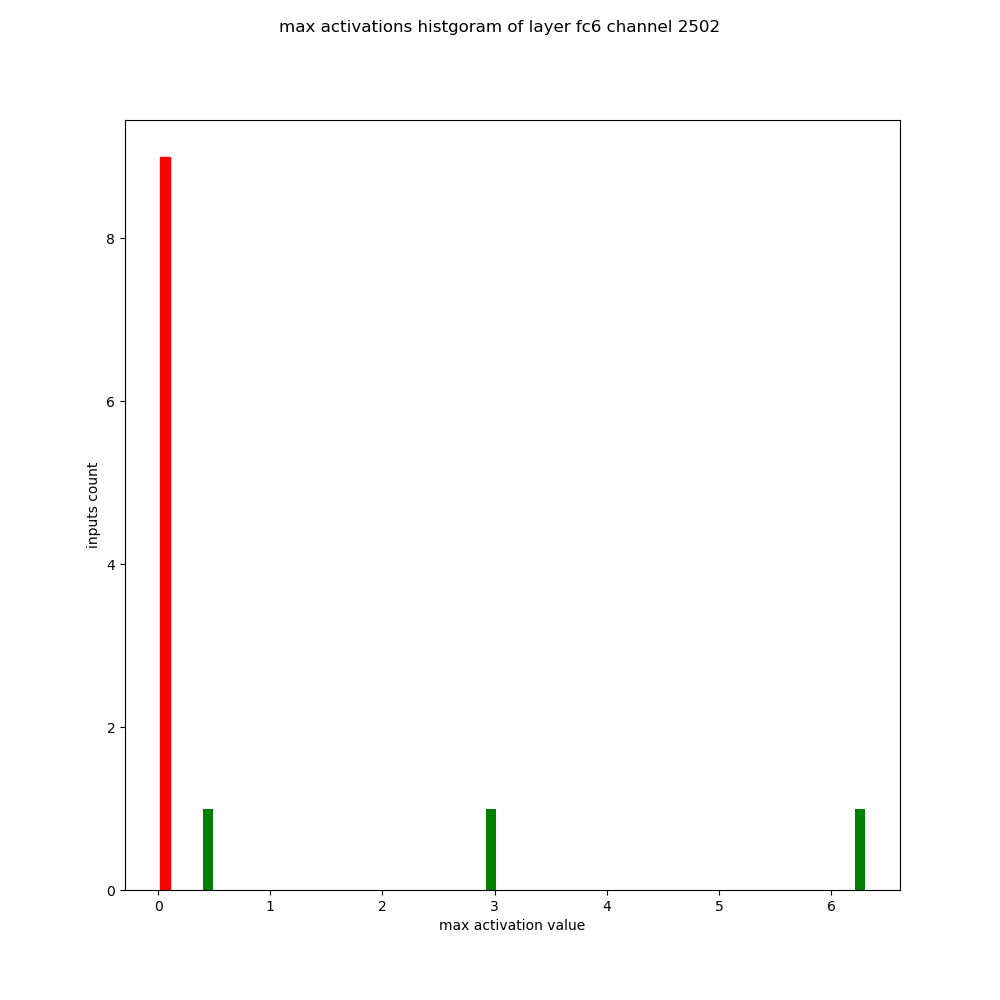 max activations histgoram of layer fc6 channel 2502
8
6
4
2
0
inputs count
0 1 2 3 4 5 6
max activation value